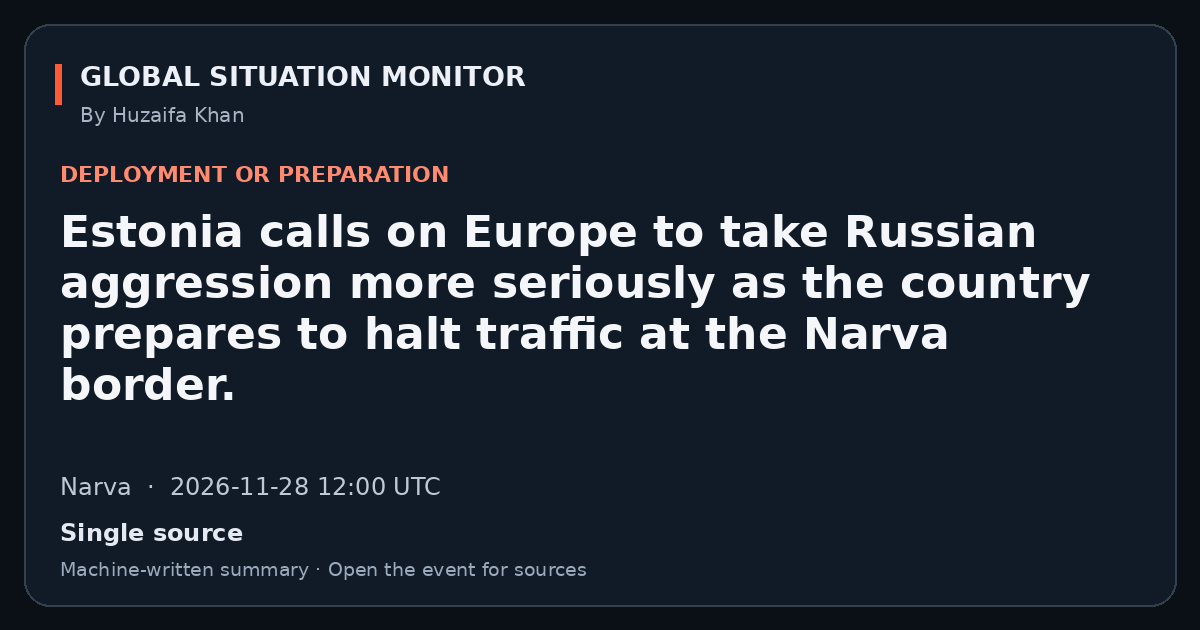 GLOBAL SITUATION MONITOR
By Huzaifa Khan
DEPLOYMENT OR PREPARATION
Estonia calls on Europe to take Russian
aggression more seriously as the country
prepares to halt traffic at the Narva
border.
Narva · 2026-11-28 12:00 UTC
Single source
Machine-written summary · Open the event for sources